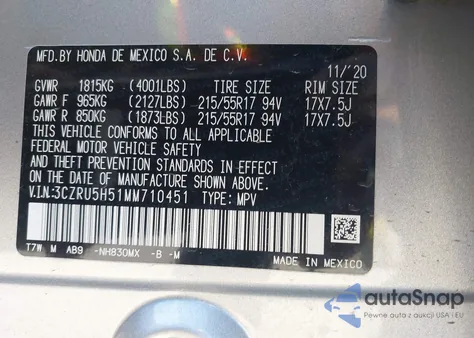 MFD.BY HONDA DE MEXICO S.A. DE C.V.
11/'20
GVWR 1815KG (4001LBS) TIRE SIZE RIM SIZE
GAWR F 965KG (2127LBS) 215/55R17 94V 17X7.5J
GAWR R 850KG (1873LBS) 215/55R17 94V 17X7.5J
THIS VEHICLE CONFORMS TO ALL APPLICABLE
FEDERAL MOTOR VEHICLE SAFETY
AND THEFT PREVENTION STANDARDS IN EFFECT
ON THE DATE OF MANUFACTURE SHOWN ABOVE.
V.I.N:3CZRU5H51MM710451 TYPE: MPV
T7W M AB9 -NH830MX -B -M
MADE IN MEXICO
autoSnap
Pewne auta z aukcji USA i EU